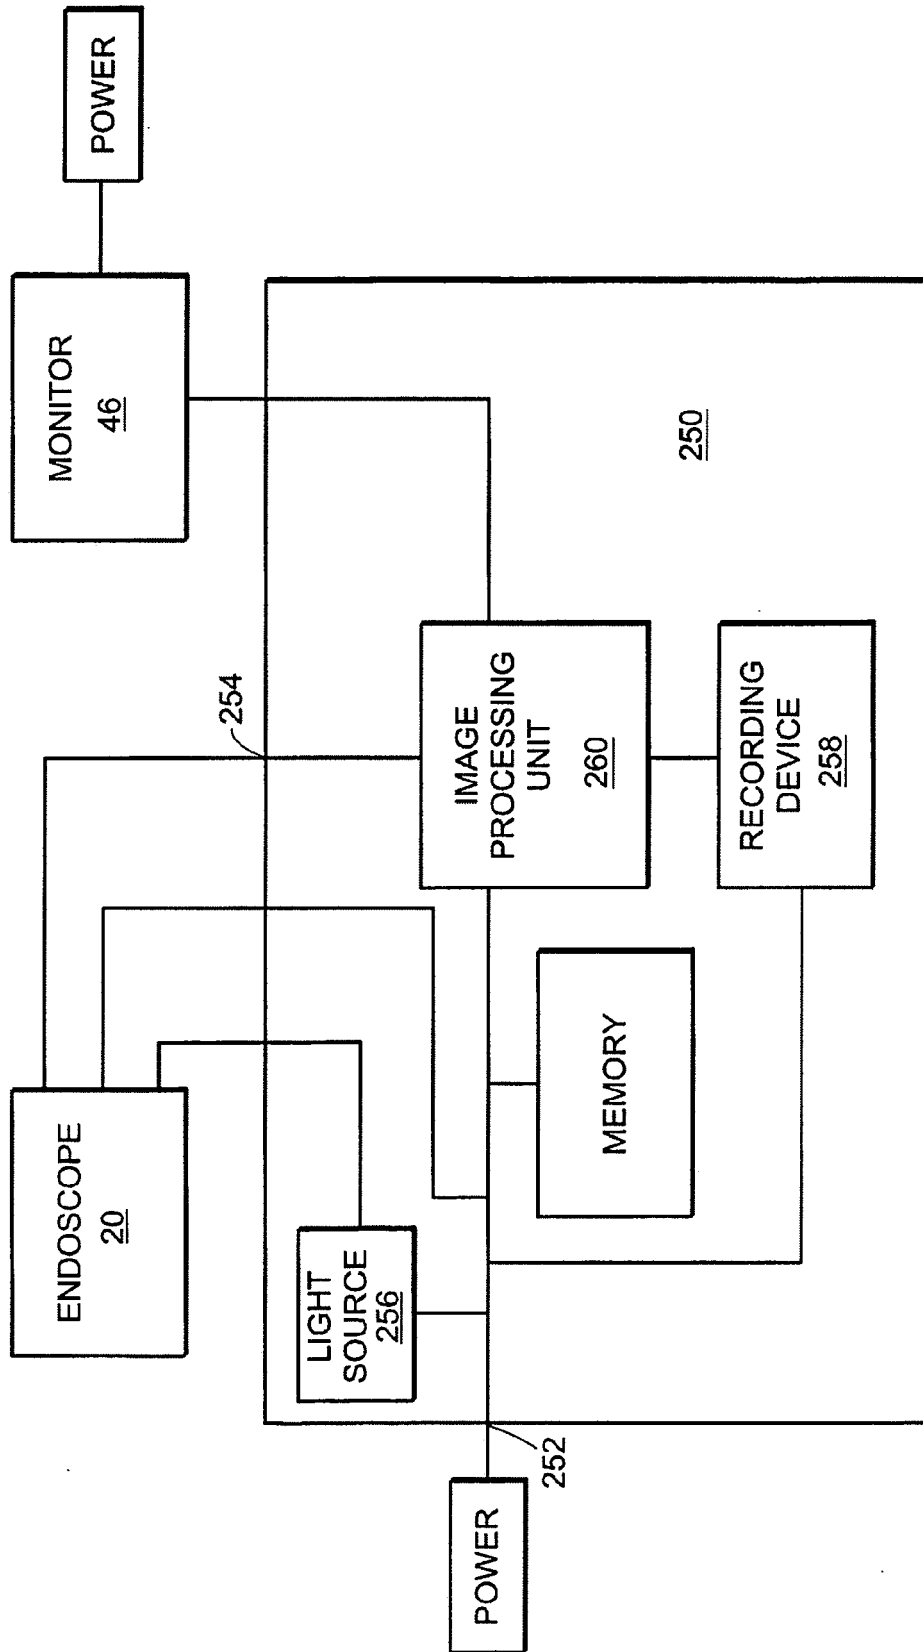 ENDOSCOPE
20
MONITOR
46
POWER
254
LIGHT
SOURCE
256
IMAGE
PROCESSING
UNIT
260
250
252
POWER
MEMORY
RECORDING
DEVICE
258